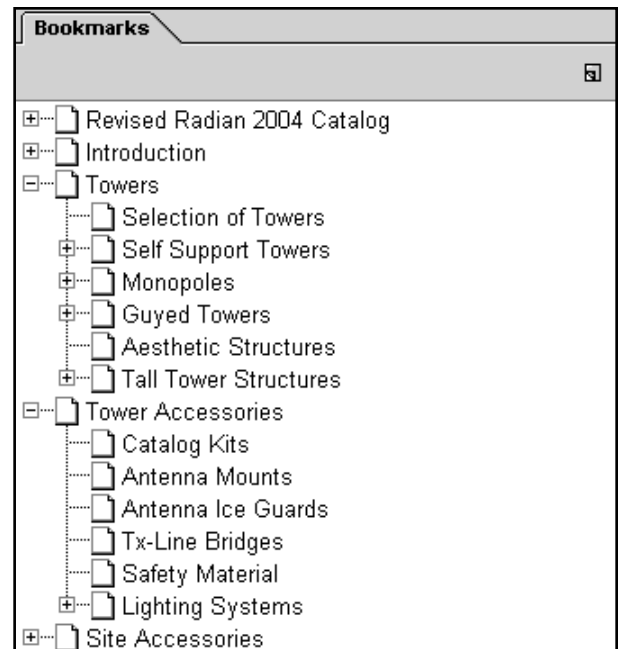 Bookmarks
Revised Radian 2004 Catalog
Introduction
Towers
Selection of Towers
Self Support Towers
Monopoles
Guyed Towers
Aesthetic Structures
Tall Tower Structures
Tower Accessories
Catalog Kits
Antenna Mounts
Antenna Ice Guards
Tx-Line Bridges
Safety Material
Lighting Systems
Site Accessories